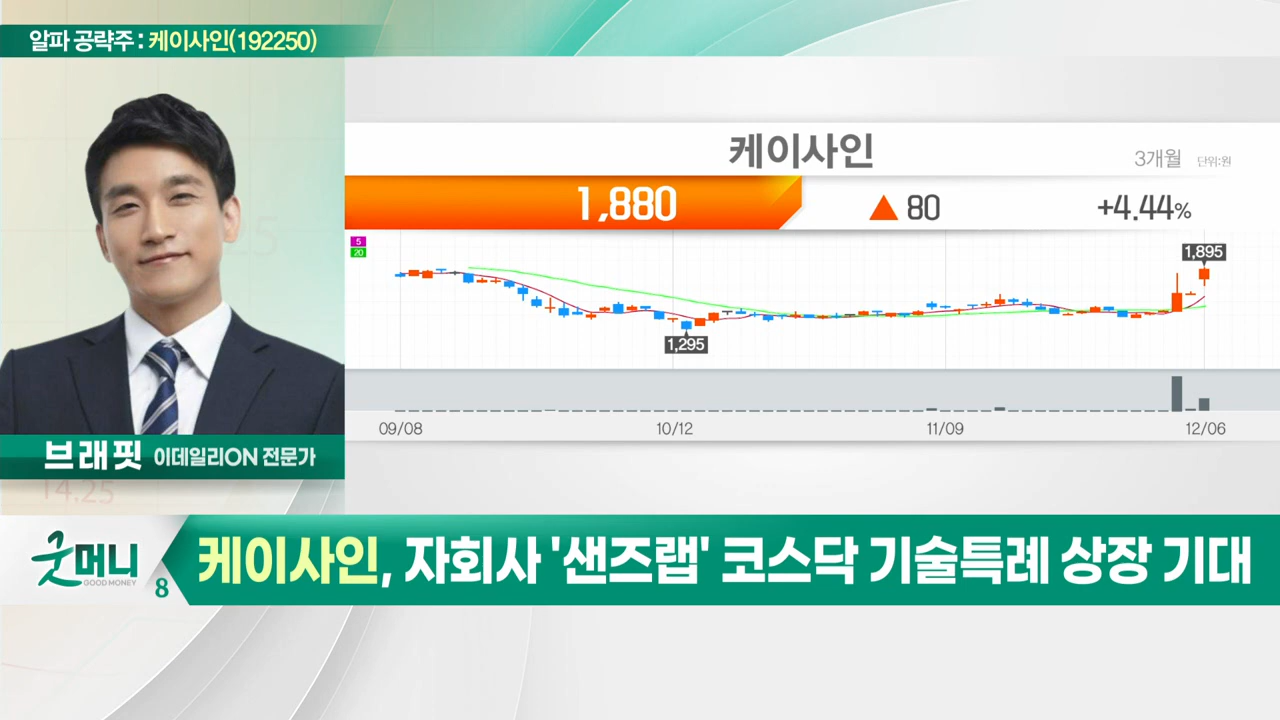 알파 공략주 : 케이사인(192250)
케이사인
3개월 단위:원
1,880 ▲ 80 +4.44%
5
20
1,895
1,295
09/08 10/12 11/09 12/06
브래핏 이데일리ON 전문가
14.25
굿머니
GOOD MONEY
8
케이사인, 자회사 '샌즈랩' 코스닥 기술특례 상장 기대